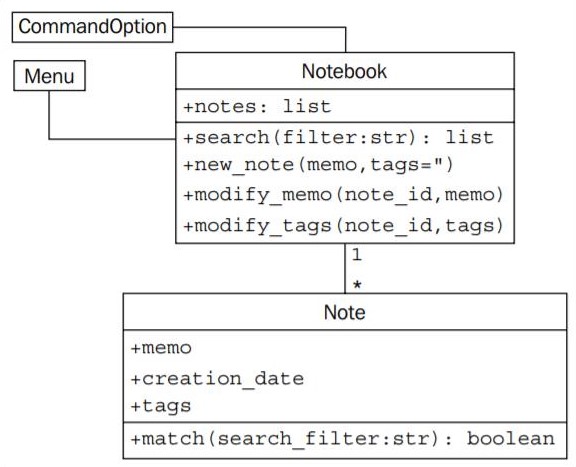 CommandOption
Menu
Notebook
+notes: list
+search(filter:str): list
+new_note(memo,tags=")
+modify_memo(note_id,memo)
+modify_tags(note_id,tags)
1
*
Note
+memo
+creation_date
+tags
+match(search_filter:str): boolean